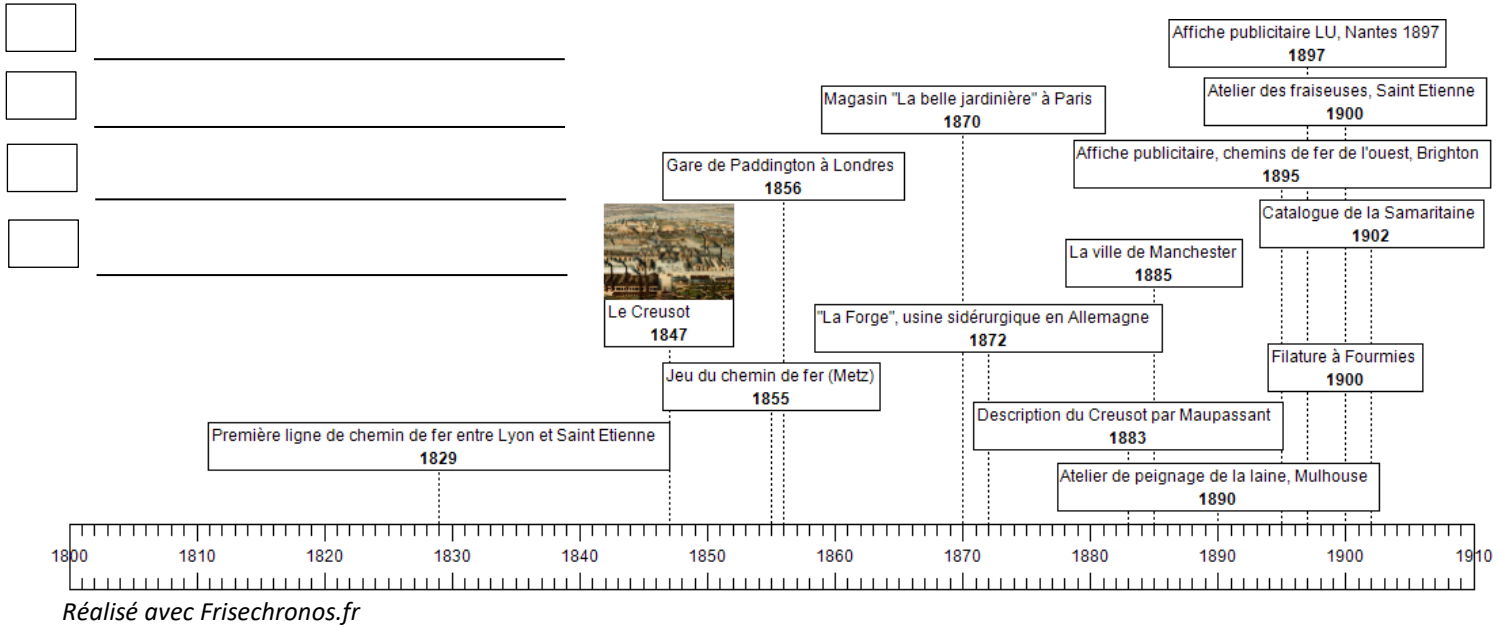 Affiche publicitaire LU, Nantes 1897
1897
Atelier des fraiseuses, Saint Etienne
1900
Magasin "La belle jardinière" à Paris
1870
Affiche publicitaire, chemins de fer de l'ouest, Brighton
1895
Gare de Paddington à Londres
1856
Catalogue de la Samaritaine
1902
La ville de Manchester
1885
Le Creusot
1847
"La Forge", usine sidérurgique en Allemagne
1872
Filature à Fourmies
1900
Jeu du chemin de fer (Metz)
1855
Description du Creusot par Maupassant
1883
Première ligne de chemin de fer entre Lyon et Saint Etienne
1829
Atelier de peignage de la laine, Mulhouse
1890
1800 1810 1820 1830 1840 1850 1860 1870 1880 1890 1900 1910
Réalisé avec Frisechronos.fr